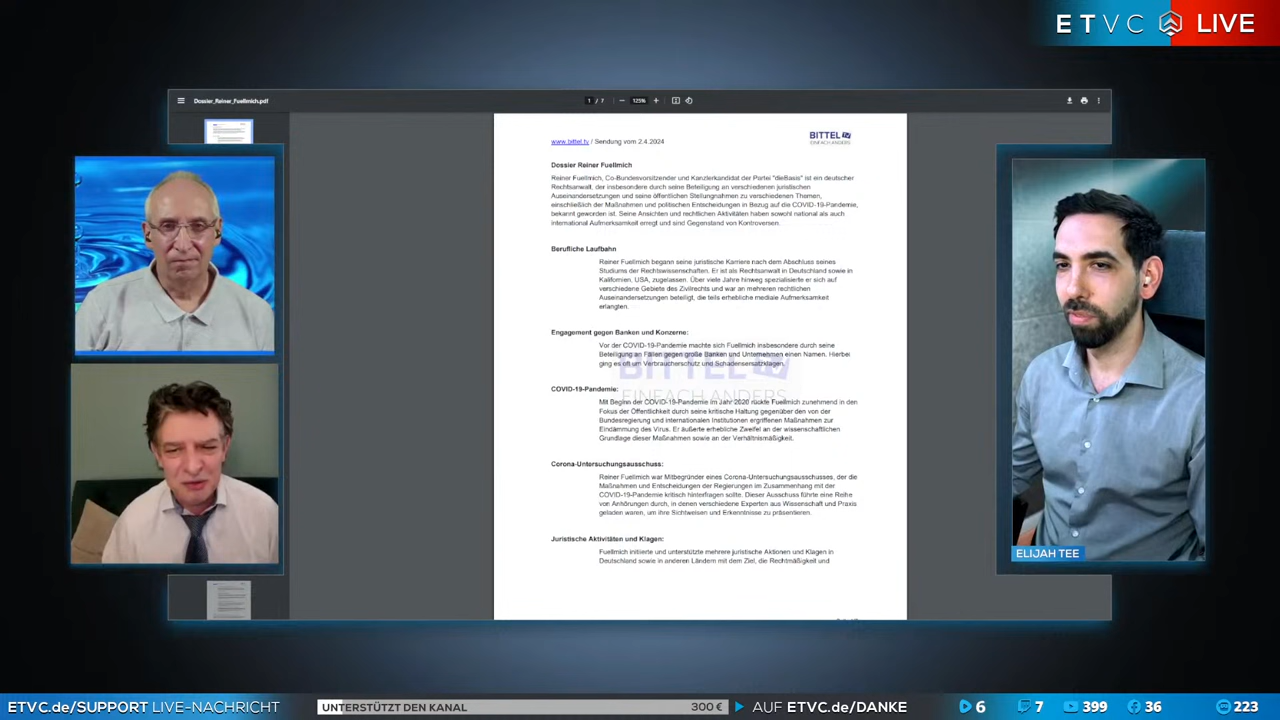 ETVC LIVE
Dossier_Reiner_Fuellmich.pdf
1 / 7
125%
www.bittel.tv / Sendung vom 2.4.2024
BITTEL TV
EINFACH ANDERS
Dossier Reiner Fuellmich
Reiner Fuellmich, Co-Bundesvorsitzender und Kanzlerkandidat der Partei "dieBasis" ist ein deutscher
Rechtsanwalt, der insbesondere durch seine Beteiligung an verschiedenen juristischen
Auseinandersetzungen und seine öffentlichen Stellungnahmen zu verschiedenen Themen,
einschließlich der Maßnahmen und politischen Entscheidungen in Bezug auf die COVID-19-Pandemie,
bekannt geworden ist. Seine Ansichten und rechtlichen Aktivitäten haben sowohl national als auch
international Aufmerksamkeit erregt und sind Gegenstand von Kontroversen.
Berufliche Laufbahn
Reiner Fuellmich begann seine juristische Karriere nach dem Abschluss seines
Studiums der Rechtswissenschaften. Er ist als Rechtsanwalt in Deutschland sowie in
Kalifornien, USA, zugelassen. Über viele Jahre hinweg spezialisierte er sich auf
verschiedene Gebiete des Zivilrechts und war an mehreren rechtlichen
Auseinandersetzungen beteiligt, die teils erhebliche mediale Aufmerksamkeit
erlangten.
Engagement gegen Banken und Konzerne:
Vor der COVID-19-Pandemie machte sich Fuellmich insbesondere durch seine
Beteiligung an Fällen gegen große Banken und Unternehmen einen Namen. Hierbei
ging es oft um Verbraucherschutz und Schadensersatzklagen.
BITTEL TV
EINFACH ANDERS
COVID-19-Pandemie:
Mit Beginn der COVID-19-Pandemie im Jahr 2020 rückte Fuellmich zunehmend in den
Fokus der Öffentlichkeit durch seine kritische Haltung gegenüber den von der
Bundesregierung und internationalen Institutionen ergriffenen Maßnahmen zur
Eindämmung des Virus. Er äußerte erhebliche Zweifel an der wissenschaftlichen
Grundlage dieser Maßnahmen sowie an der Verhältnismäßigkeit.
Corona-Untersuchungsausschuss:
Reiner Fuellmich war Mitbegründer eines Corona-Untersuchungsausschusses, der die
Maßnahmen und Entscheidungen der Regierungen im Zusammenhang mit der
COVID-19-Pandemie kritisch hinterfragen sollte. Dieser Ausschuss führte eine Reihe
von Anhörungen durch, in denen verschiedene Experten aus Wissenschaft und Praxis
geladen waren, um ihre Sichtweisen und Erkenntnisse zu präsentieren.
Juristische Aktivitäten und Klagen:
Fuellmich initiierte und unterstützte mehrere juristische Aktionen und Klagen in
Deutschland sowie in anderen Ländern mit dem Ziel, die Rechtmäßigkeit und
ELIJAH TEE
ETVC.de/SUPPORT LIVE-NACHRICHT
UNTERSTÜTZT DEN KANAL
300 €
AUF ETVC.de/DANKE
6
7
399
36
223